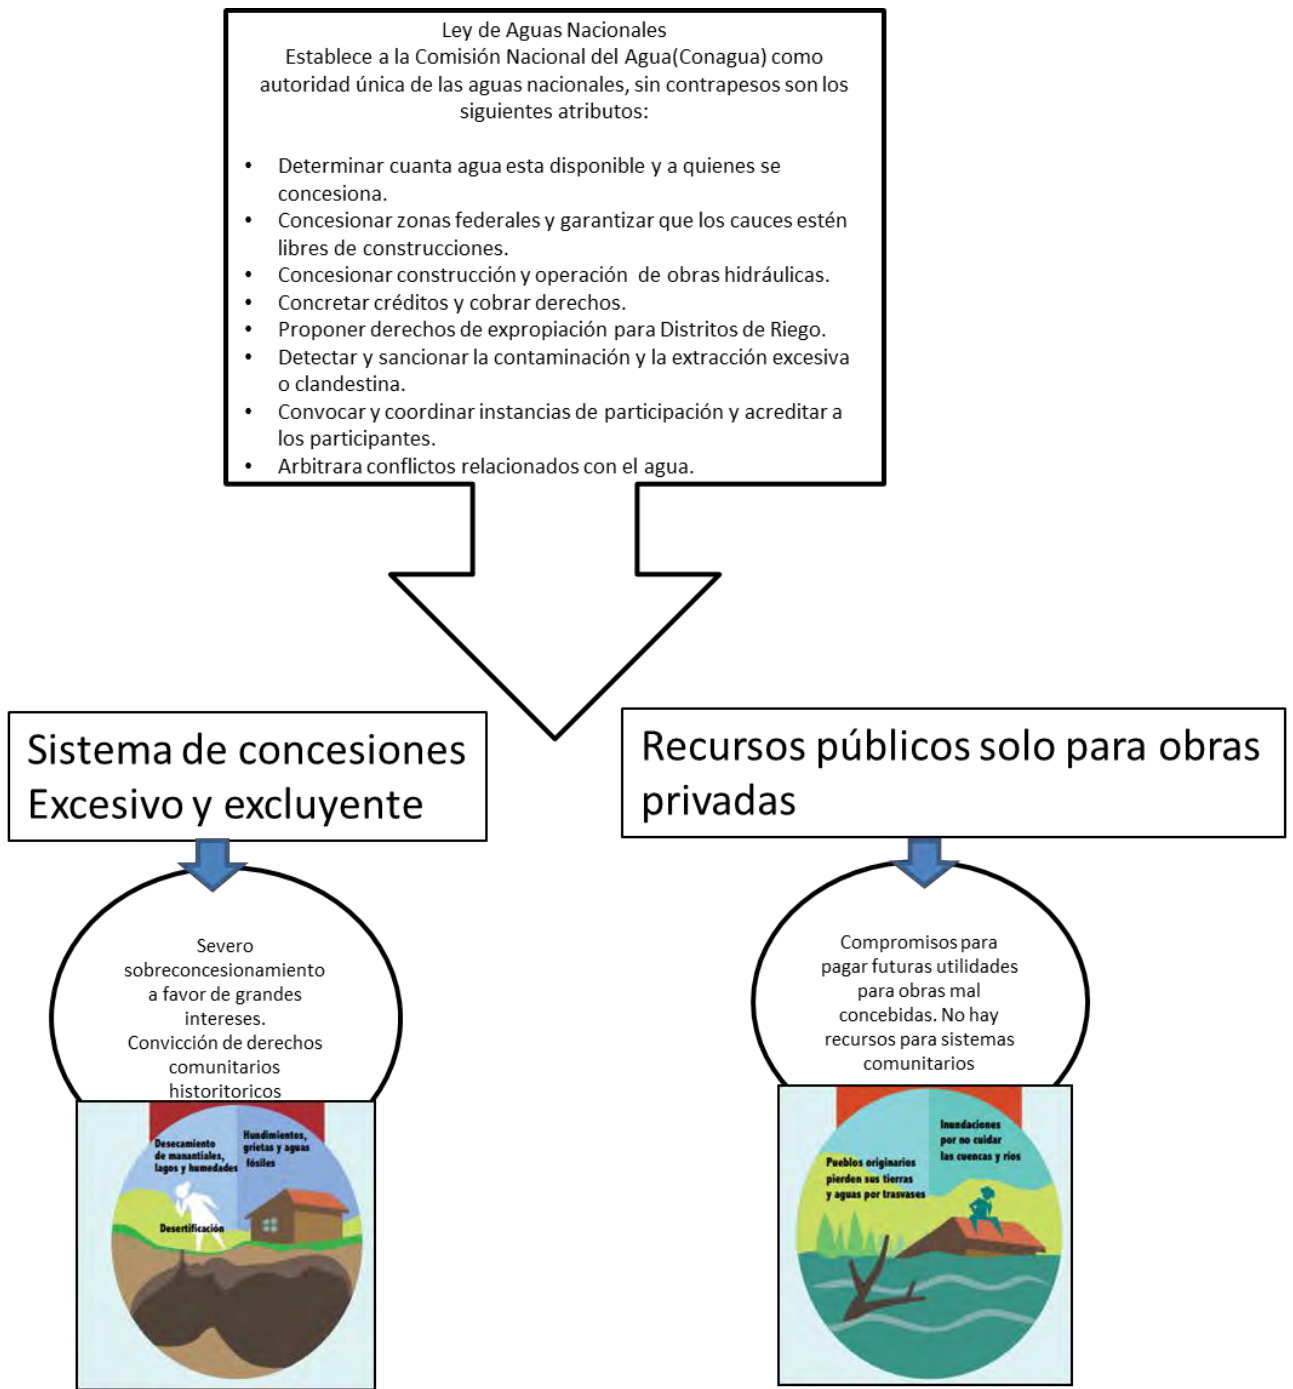 Ley de Aguas Nacionales
Establece a la Comisión Nacional del Agua(Conagua) como
autoridad única de las aguas nacionales, sin contrapesos son los
siguientes atributos:
• Determinar cuanta agua esta disponible y a quienes se
concesiona.
• Concesionar zonas federales y garantizar que los cauces estén
libres de construcciones.
• Concesionar construcción y operación de obras hidráulicas.
• Concretar créditos y cobrar derechos.
• Proponer derechos de expropiación para Distritos de Riego.
• Detectar y sancionar la contaminación y la extracción excesiva
o clandestina.
• Convocar y coordinar instancias de participación y acreditar a
los participantes.
• Arbitrara conflictos relacionados con el agua.
Sistema de concesiones
Excesivo y excluyente
Severo
sobreconcesionamiento
a favor de grandes
intereses.
Convicción de derechos
comunitarios
historitoricos
Desecamiento
de manantiales,
lagos y humedades
Hundimientos,
grietas y aguas
fósiles
Desertificación
Recursos públicos solo para obras
privadas
Compromisos para
pagar futuras utilidades
para obras mal
concebidas. No hay
recursos para sistemas
comunitarios
Inundaciones
por no cuidar
las cuencas y ríos
Pueblos originarios
pierden sus tierras
y aguas por trasvases